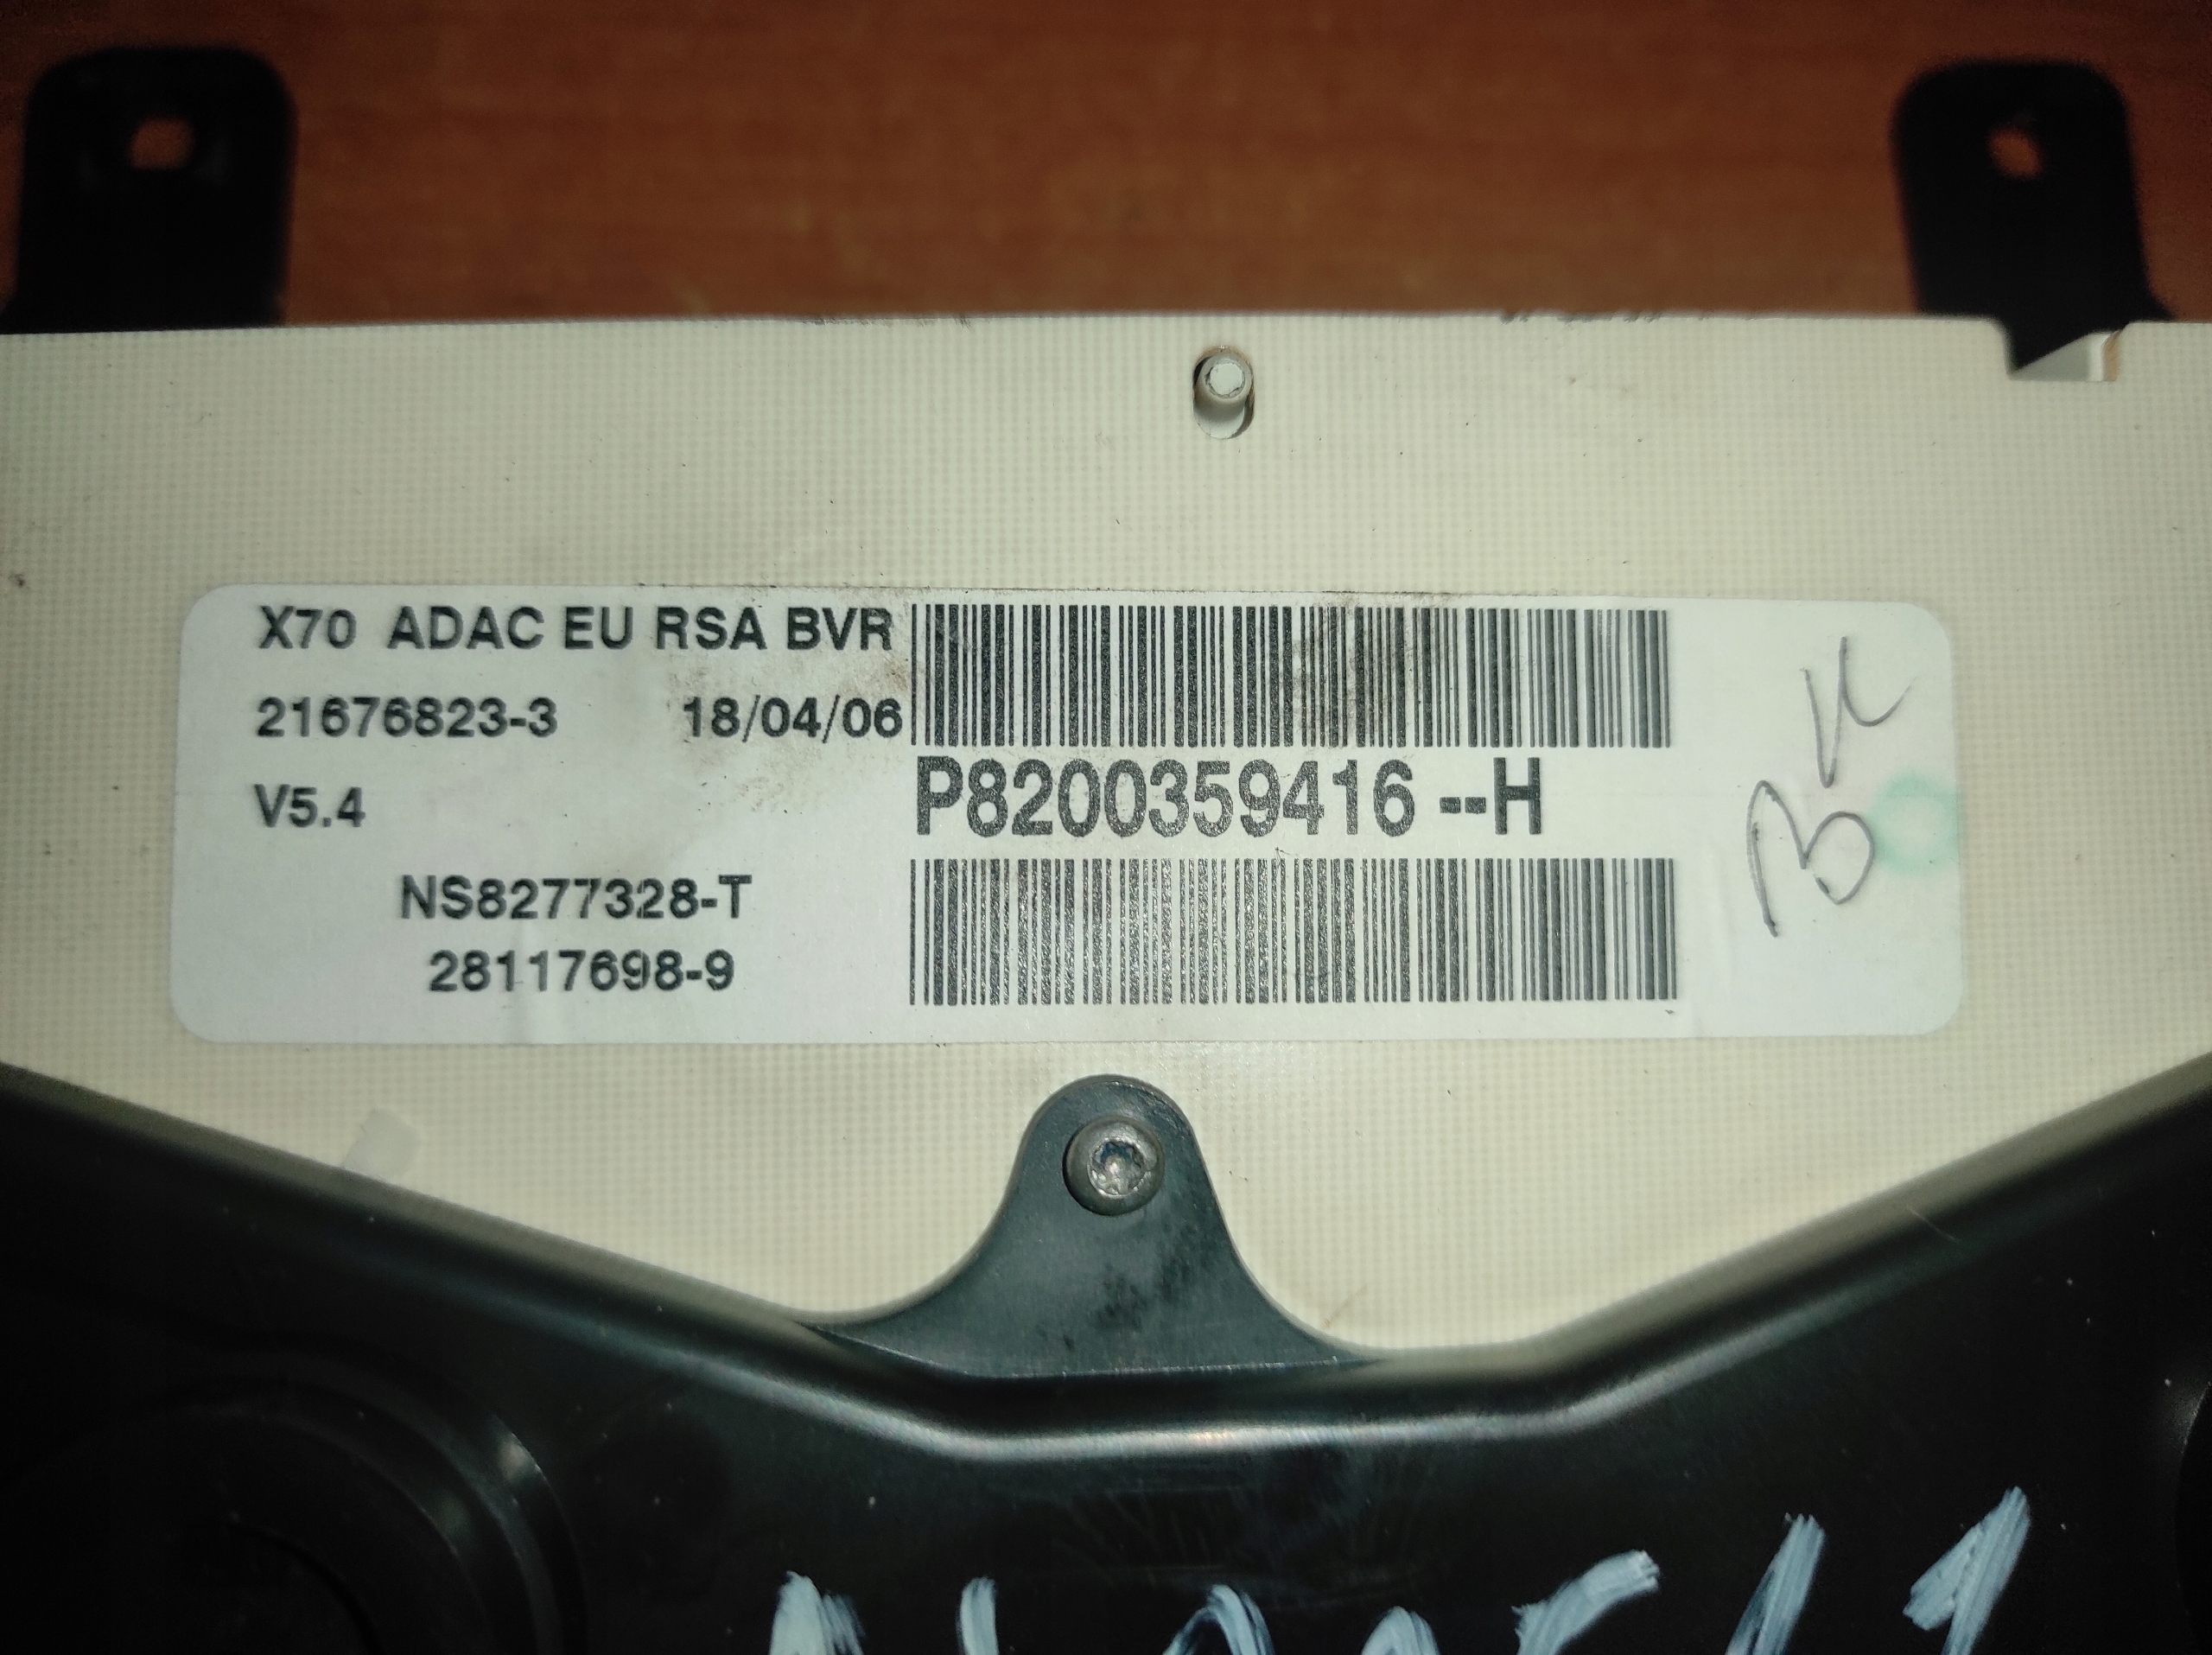 X70 ADAC EU RSA BVR
21676823-3 18/04/06
V5.4
P8200359416 --H
NS8277328-T
28117698-9